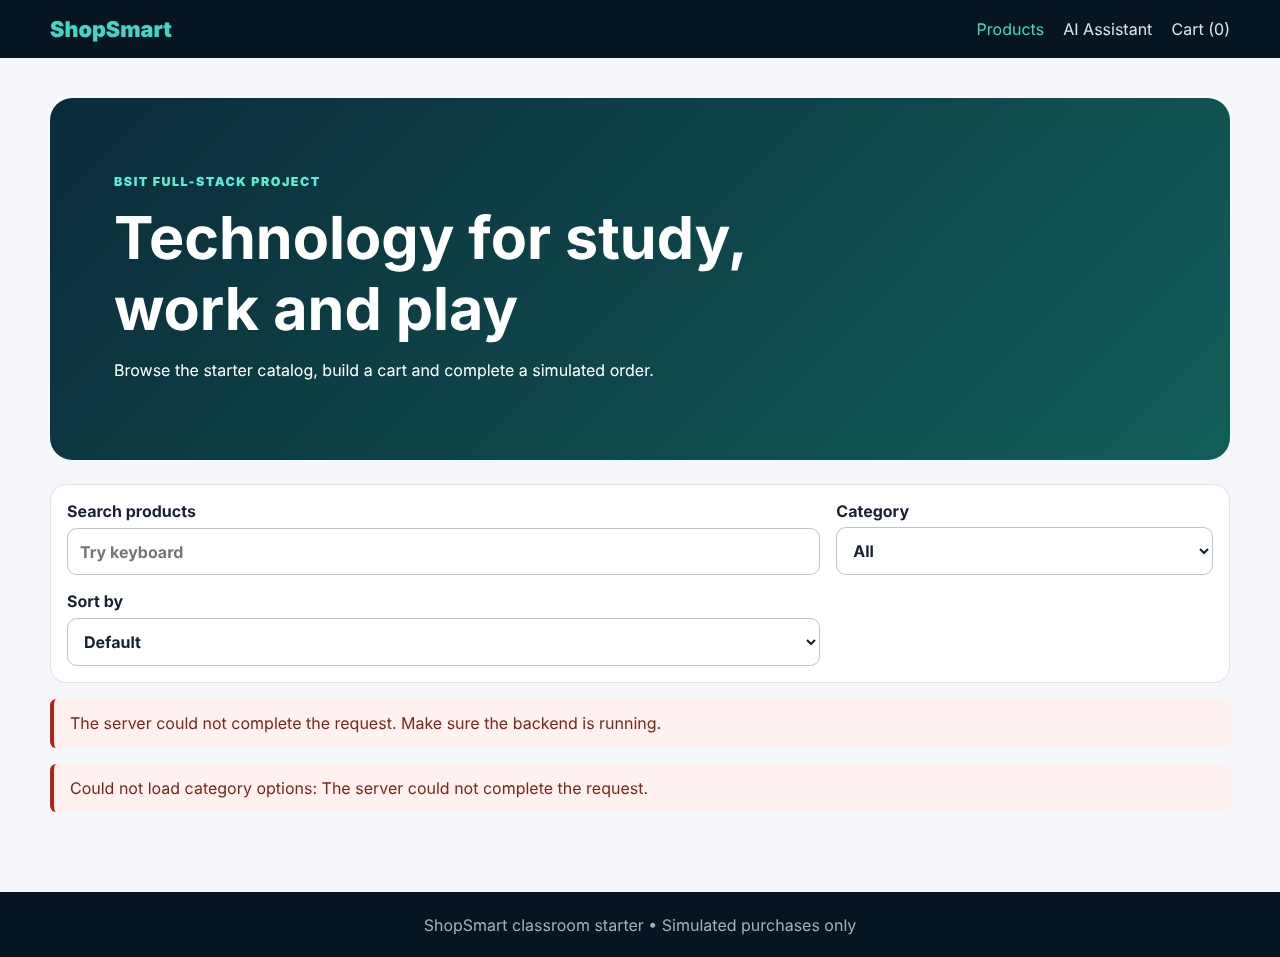 ShopSmart
Products
AI Assistant
Cart (0)
BSIT FULL-STACK PROJECT
Technology for study,
work and play
Browse the starter catalog, build a cart and complete a simulated order.
Search products
Try keyboard
Category
All
Sort by
Default
The server could not complete the request. Make sure the backend is running.
Could not load category options: The server could not complete the request.
ShopSmart classroom starter • Simulated purchases only